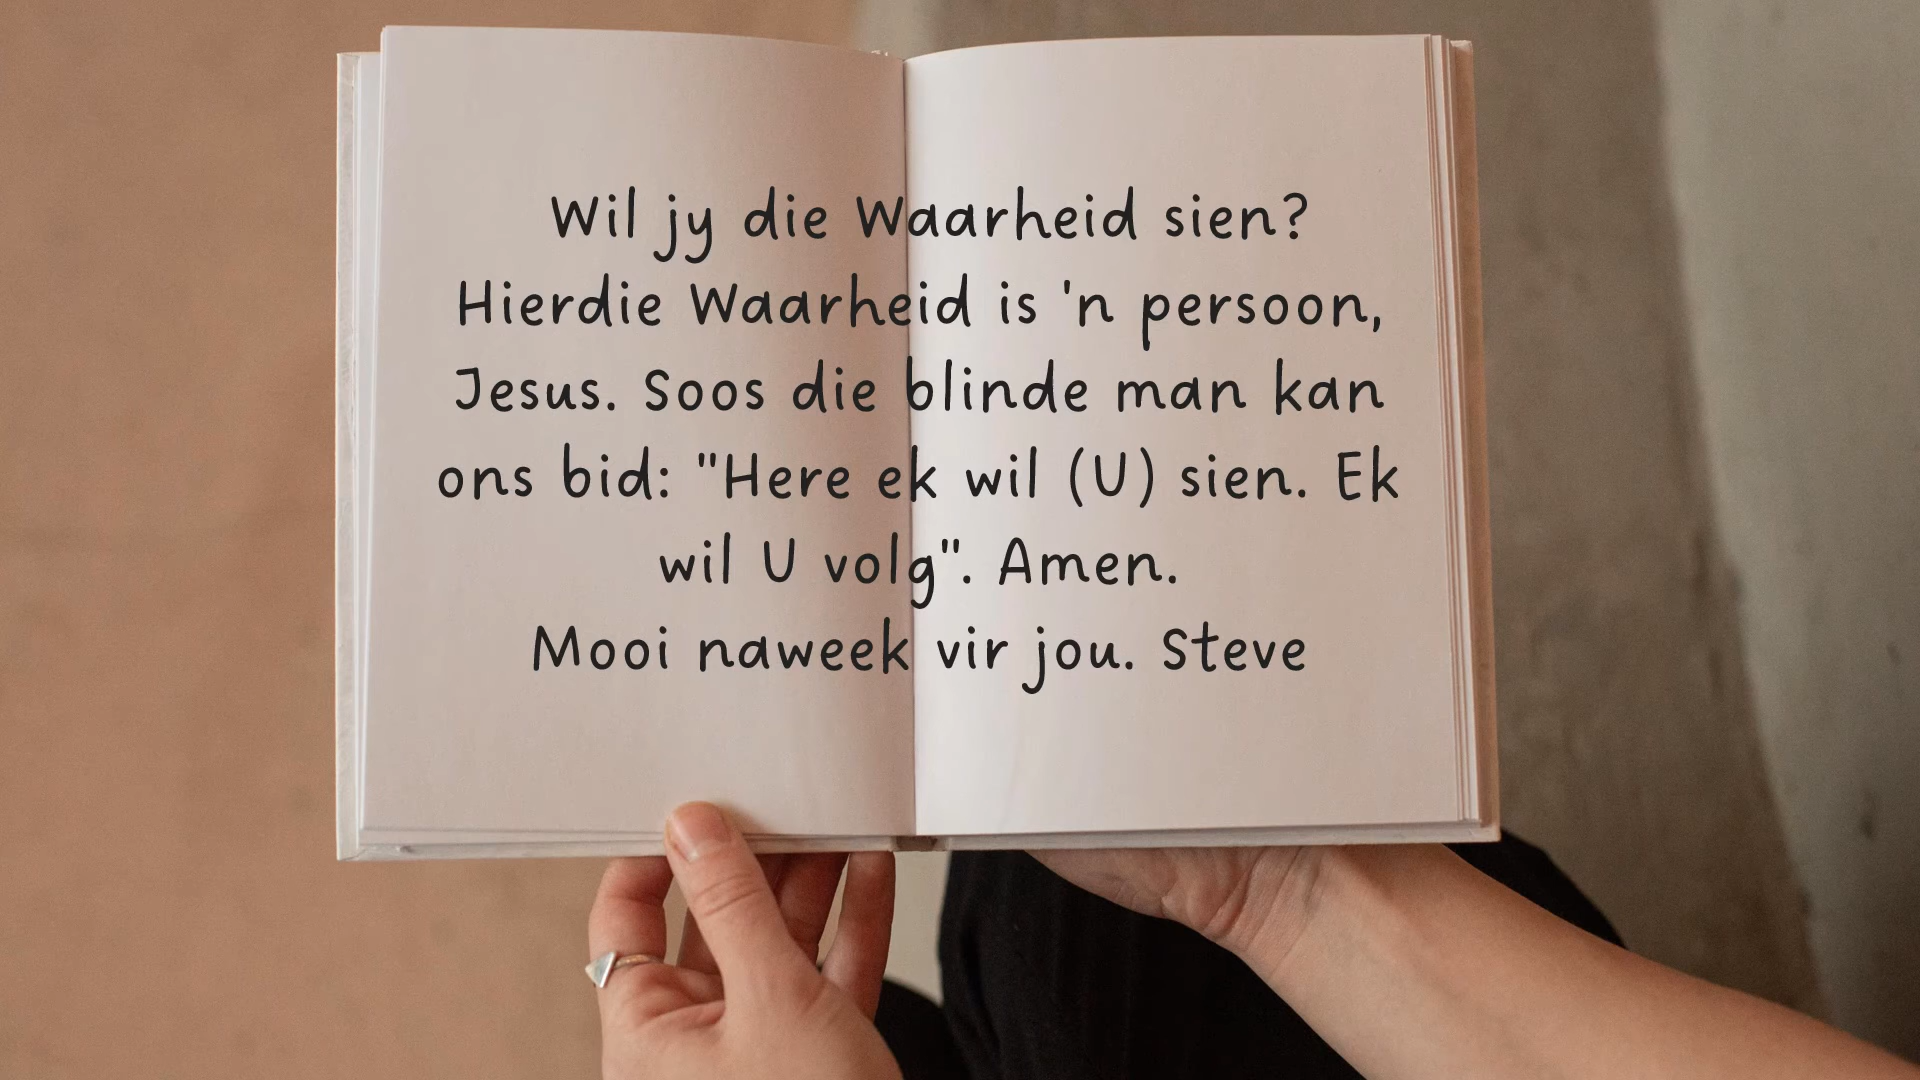 Wil jy die Waarheid sien?
Hierdie Waarheid is 'n persoon,
Jesus. Soos die blinde man kan
ons bid: "Here ek wil (U) sien. Ek
wil U volg". Amen.
Mooi naweek vir jou. Steve